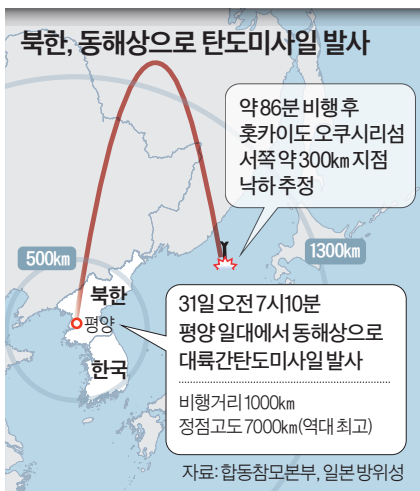 북한, 동해상으로 탄도미사일 발사
약 86분 비행 후
홋카이도 오쿠시리섬
서쪽 약 300km 지점
낙하 추정
500km
1300km
북한
평양
한국
31일 오전 7시10분
평양 일대에서 동해상으로
대륙간탄도미사일 발사
비행거리 1000km
정점고도 7000km(역대 최고)
자료: 합동참모본부, 일본 방위성